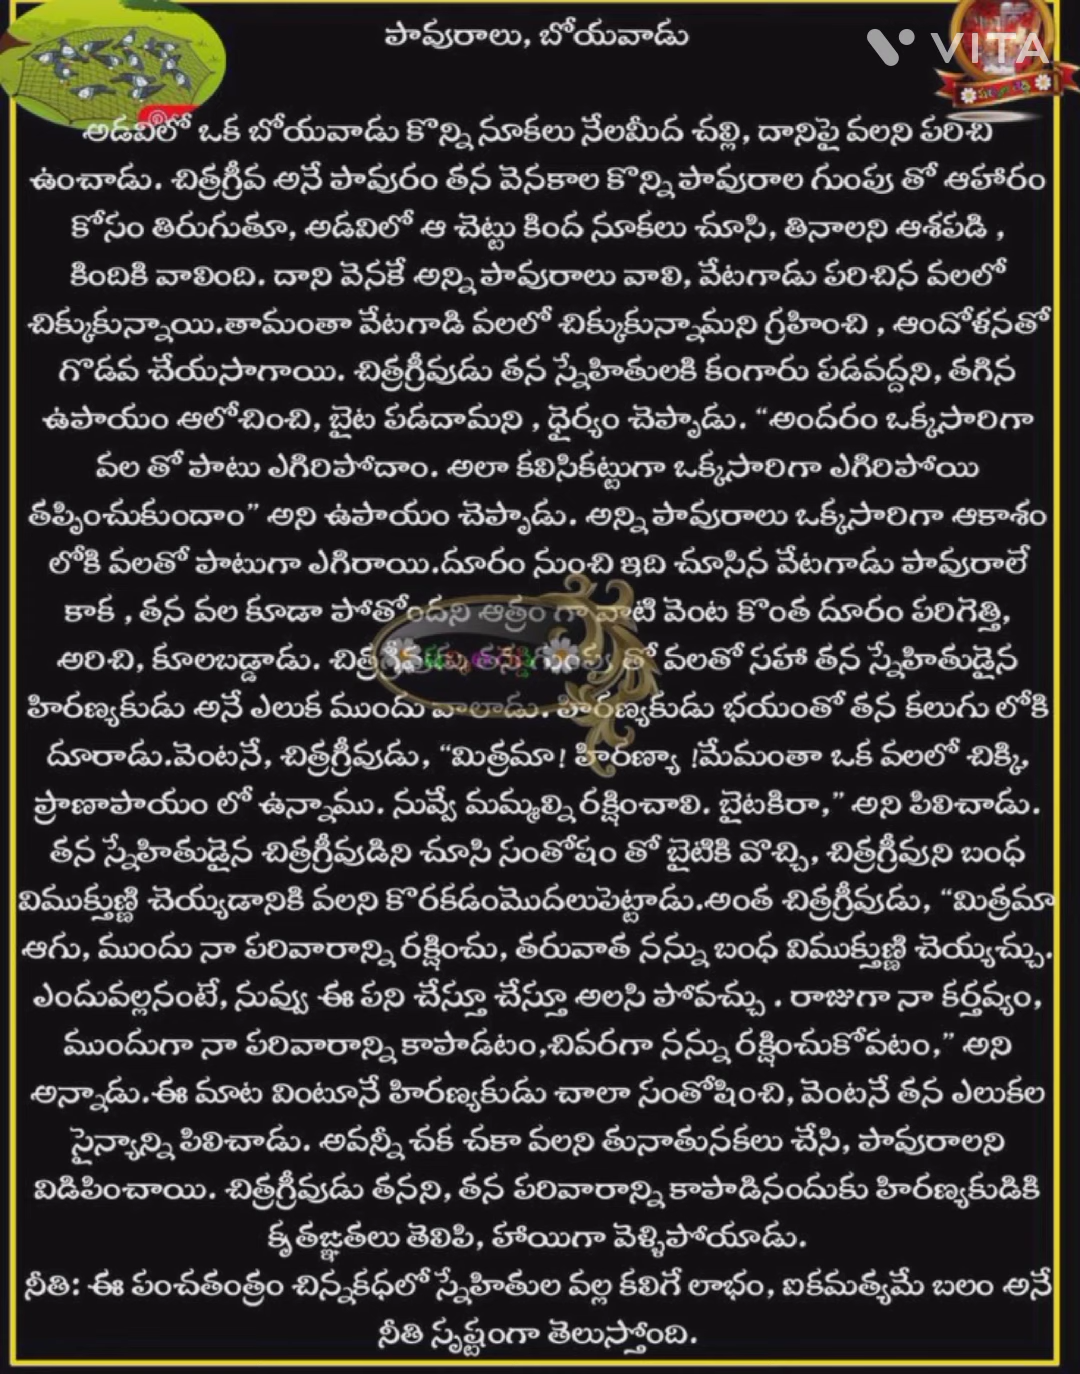 పావురాలు, బోయవాడు
VITA
అడవిలో ఒక బోయవాడు కొన్ని నూకలు నేలమీద చల్లి, దానిపై వలని పరిచి
ఉంచాడు. చిత్రగ్రీవ అనే పావురం తన వెనకాల కొన్ని పావురాల గుంపు తో ఆహారం
కోసం తిరుగుతూ, అడవిలో ఆ చెట్టు కింద నూకలు చూసి, తినాలని ఆశపడి ,
కిందికి వాలింది. దాని వెనకే అన్ని పావురాలు వాలి, వేటగాడు పరిచిన వలలో
చిక్కుకున్నాయి.తామంతా వేటగాడి వలలో చిక్కుకున్నామని గ్రహించి , ఆందోళనతో
గొడవ చేయసాగాయి. చిత్రగ్రీవుడు తన స్నేహితులకి కంగారు పడవద్దని, తగిన
ఉపాయం ఆలోచించి, బైట పడదామని , ధైర్యం చెప్పాడు. “అందరం ఒక్కసారిగా
వల తో పాటు ఎగిరిపోదాం. అలా కలిసికట్టుగా ఒక్కసారిగా ఎగిరిపోయి
తప్పించుకుందాం” అని ఉపాయం చెప్పాడు. అన్ని పావురాలు ఒక్కసారిగా ఆకాశం
లోకి వలతో పాటుగా ఎగిరాయి.దూరం నుంచి ఇది చూసిన వేటగాడు పావురాలే
కాక , తన వల కూడా పోతోందని ఆత్రం గా వాటి వెంట కొంత దూరం పరిగెత్తి,
అరిచి, కూలబడ్డాడు. తో వలతో సహా తన స్నేహితుడైన
హిరణ్యకుడు అనే ఎలుక ముందు వాలాడు. హిరణ్యకుడు భయంతో తన కలుగు లోకి
దూరాడు.వెంటనే, చిత్రగ్రీవుడు, “మిత్రమా! హిరణ్యా !మేమంతా ఒక వలలో చిక్కి,
ప్రాణాపాయం లో ఉన్నాము. నువ్వే మమ్మల్ని రక్షించాలి. బైటకిరా,” అని పిలిచాడు.
తన స్నేహితుడైన చిత్రగ్రీవుడిని చూసి సంతోషం తో బైటికి వొచ్చి, చిత్రగ్రీవుని బంధ
విముక్తుణ్ణి చెయ్యడానికి వలని కొరకడంమొదలుపెట్టాడు.అంత చిత్రగ్రీవుడు, “మిత్రమా
ఆగు, ముందు నా పరివారాన్ని రక్షించు, తరువాత నన్ను బంధ విముక్తుణ్ణి చెయ్యచ్చు.
ఎందువల్లనంటే, నువ్వు ఈ పని చేస్తూ చేస్తూ అలసి పోవచ్చు . రాజుగా నా కర్తవ్యం,
ముందుగా నా పరివారాన్ని కాపాడటం,చివరగా నన్ను రక్షించుకోవటం,” అని
అన్నాడు.ఈ మాట వింటూనే హిరణ్యకుడు చాలా సంతోషించి, వెంటనే తన ఎలుకల
సైన్యాన్ని పిలిచాడు. అవన్నీ చక చకా వలని తునాతునకలు చేసి, పావురాలని
విడిపించాయి. చిత్రగ్రీవుడు తనని, తన పరివారాన్ని కాపాడినందుకు హిరణ్యకుడికి
కృతజ్ఞతలు తెలిపి, హాయిగా వెళ్ళిపోయాడు.
నీతి: ఈ పంచతంత్రం చిన్నకధలో స్నేహితుల వల్ల కలిగే లాభం, ఐకమత్యమే బలం అనే
నీతి స్పష్టంగా తెలుస్తోంది.